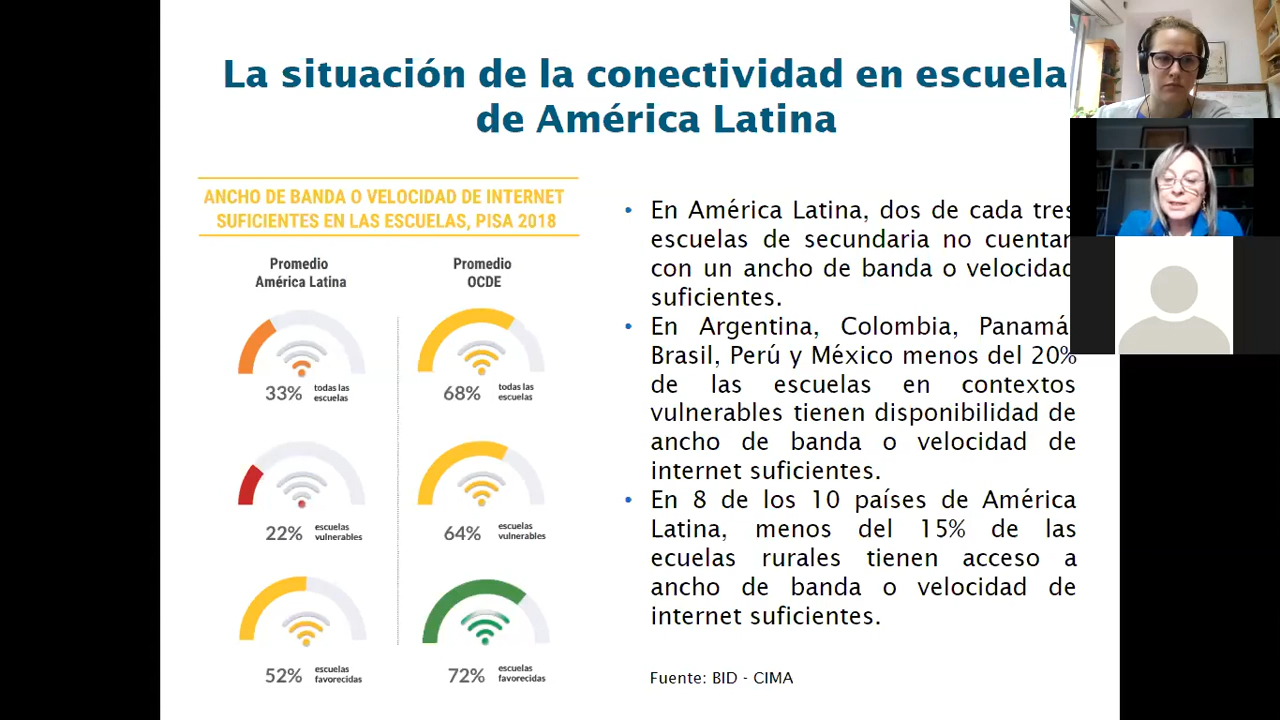 La situación de la conectividad en escuela
de América Latina
ANCHO DE BANDA O VELOCIDAD DE INTERNET
SUFICIENTES EN LAS ESCUELAS, PISA 2018
Promedio
América Latina
Promedio
OCDE
33% todas las
escuelas
68% todas las
escuelas
22% escuelas
vulnerables
64% escuelas
vulnerables
52% escuelas
favorecidas
72% escuelas
favorecidas
• En América Latina, dos de cada tres
escuelas de secundaria no cuentan
con un ancho de banda o velocidad
suficientes.
• En Argentina, Colombia, Panamá,
Brasil, Perú y México menos del 20%
de las escuelas en contextos
vulnerables tienen disponibilidad de
ancho de banda o velocidad de
internet suficientes.
• En 8 de los 10 países de América
Latina, menos del 15% de las
ecuelas rurales tienen acceso a
ancho de banda o velocidad de
internet suficientes.
Fuente: BID - CIMA